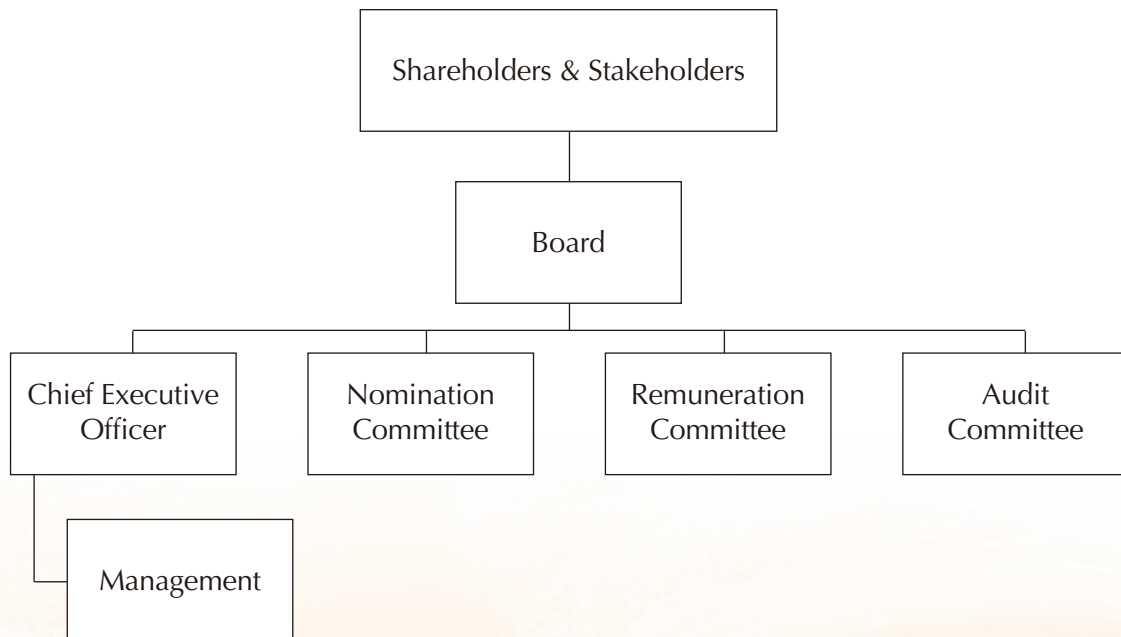 Shareholders & Stakeholders
Board
Chief Executive
Officer
Nomination
Committee
Remuneration
Committee
Audit
Committee
Management